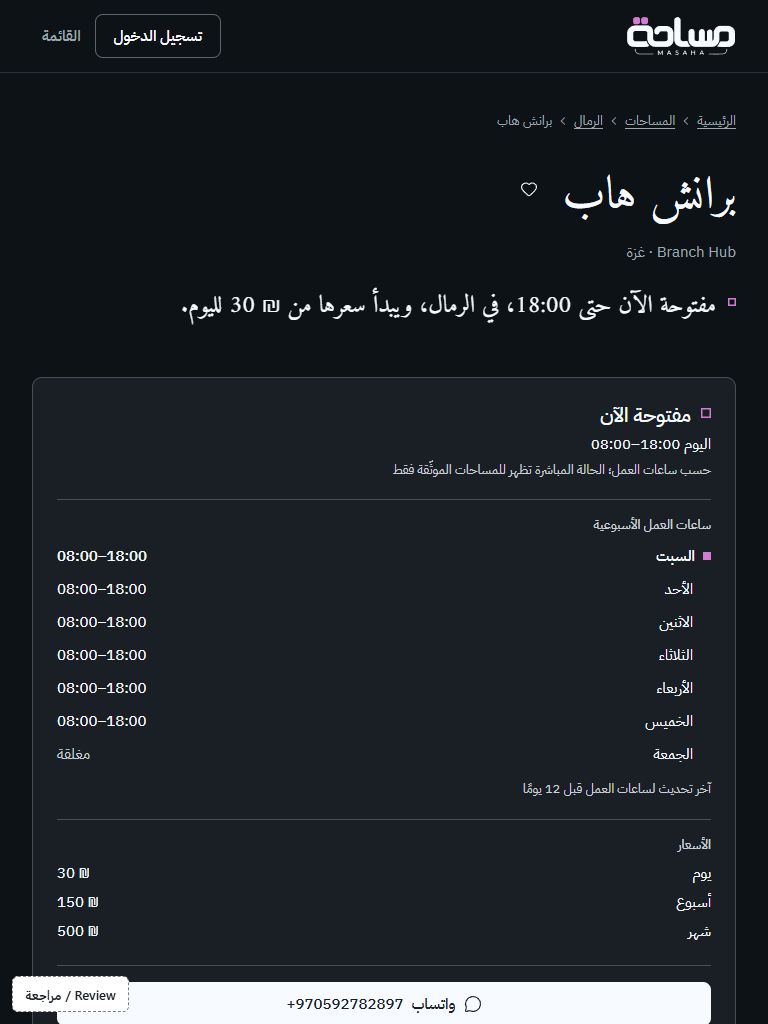 مساحة
MASAHA
تسجيل الدخول
القائمة
الرئيسية › المساحات › الرمال › برانش هاب
برانش هاب
Branch Hub · غزة
مفتوحة الآن حتى 18:00، في الرمال، ويبدأ سعرها من ₪ 30 لليوم.
مفتوحة الآن
اليوم 08:00–18:00
حسب ساعات العمل؛ الحالة المباشرة تظهر للمساحات الموثّقة فقط
ساعات العمل الأسبوعية
السبت 08:00–18:00
الأحد 08:00–18:00
الاثنين 08:00–18:00
الثلاثاء 08:00–18:00
الأربعاء 08:00–18:00
الخميس 08:00–18:00
الجمعة مغلقة
آخر تحديث لساعات العمل قبل 12 يومًا
الأسعار
يوم ₪ 30
أسبوع ₪ 150
شهر ₪ 500
واتساب +970592782897
Review / مراجعة